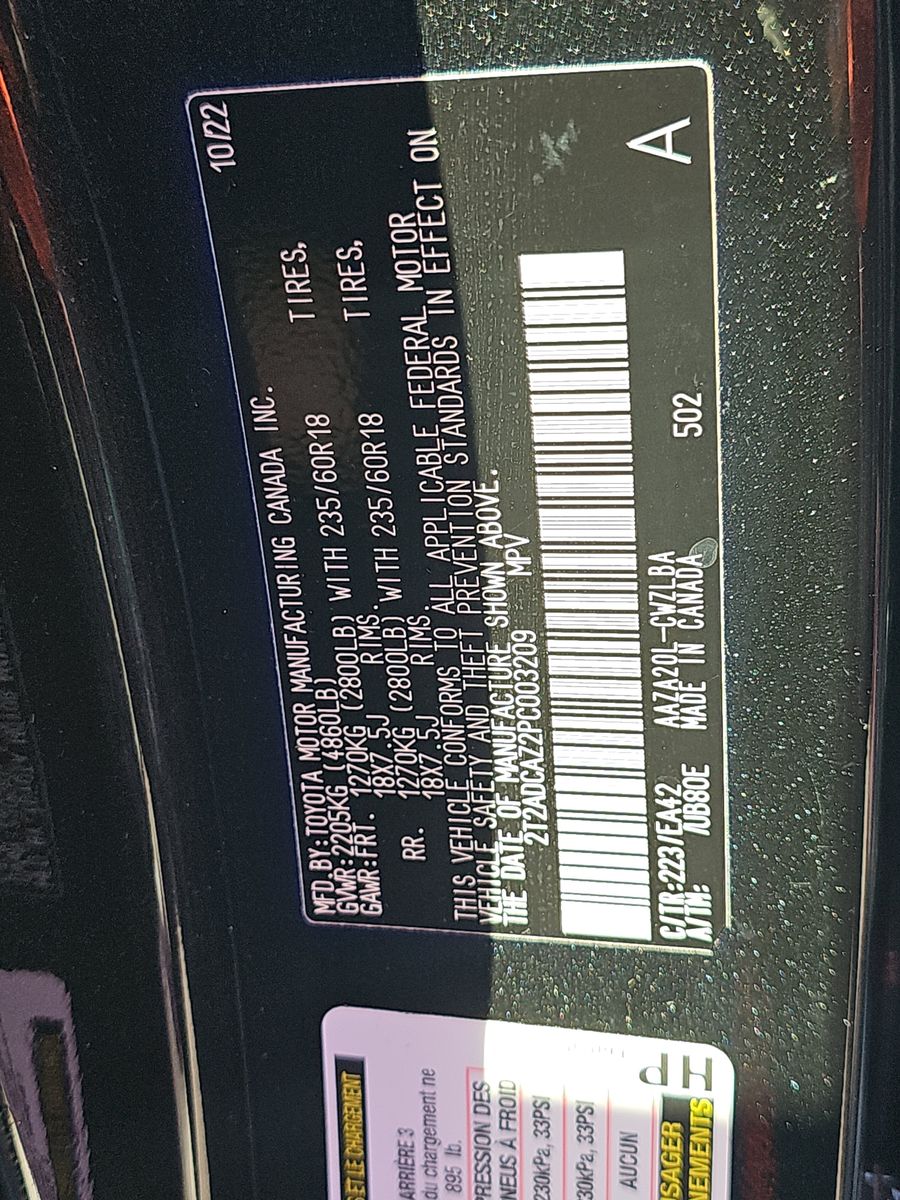 10/22
MFD.BY:TOYOTA MOTOR MANUFACTURING CANADA INC.
GVWR:2205KG (4860LB)
GAWR:FRT. 1270KG (2800LB) WITH 235/60R18 TIRES,
18X7.5J RIMS.
RR. 1270KG (2800LB) WITH 235/60R18 TIRES,
18X7.5J RIMS.
THIS VEHICLE CONFORMS TO ALL APPLICABLE FEDERAL MOTOR
VEHICLE SAFETY AND THEFT PREVENTION STANDARDS IN EFFECT ON
THE DATE OF MANUFACTURE SHOWN ABOVE.
2T2ADCAZ2PC003209 MPV
C/TR:223/EA42 AAZA20L-CWZLBA 502 A
A/TM: /UB80E MADE IN CANADA
ET LE CHARGEMENT
ARRIÈRE 3
du chargement ne
895 lb.
PRESSION DES
PNEUS À FROID
230kPa, 33PSI
230kPa, 33PSI
AUCUN